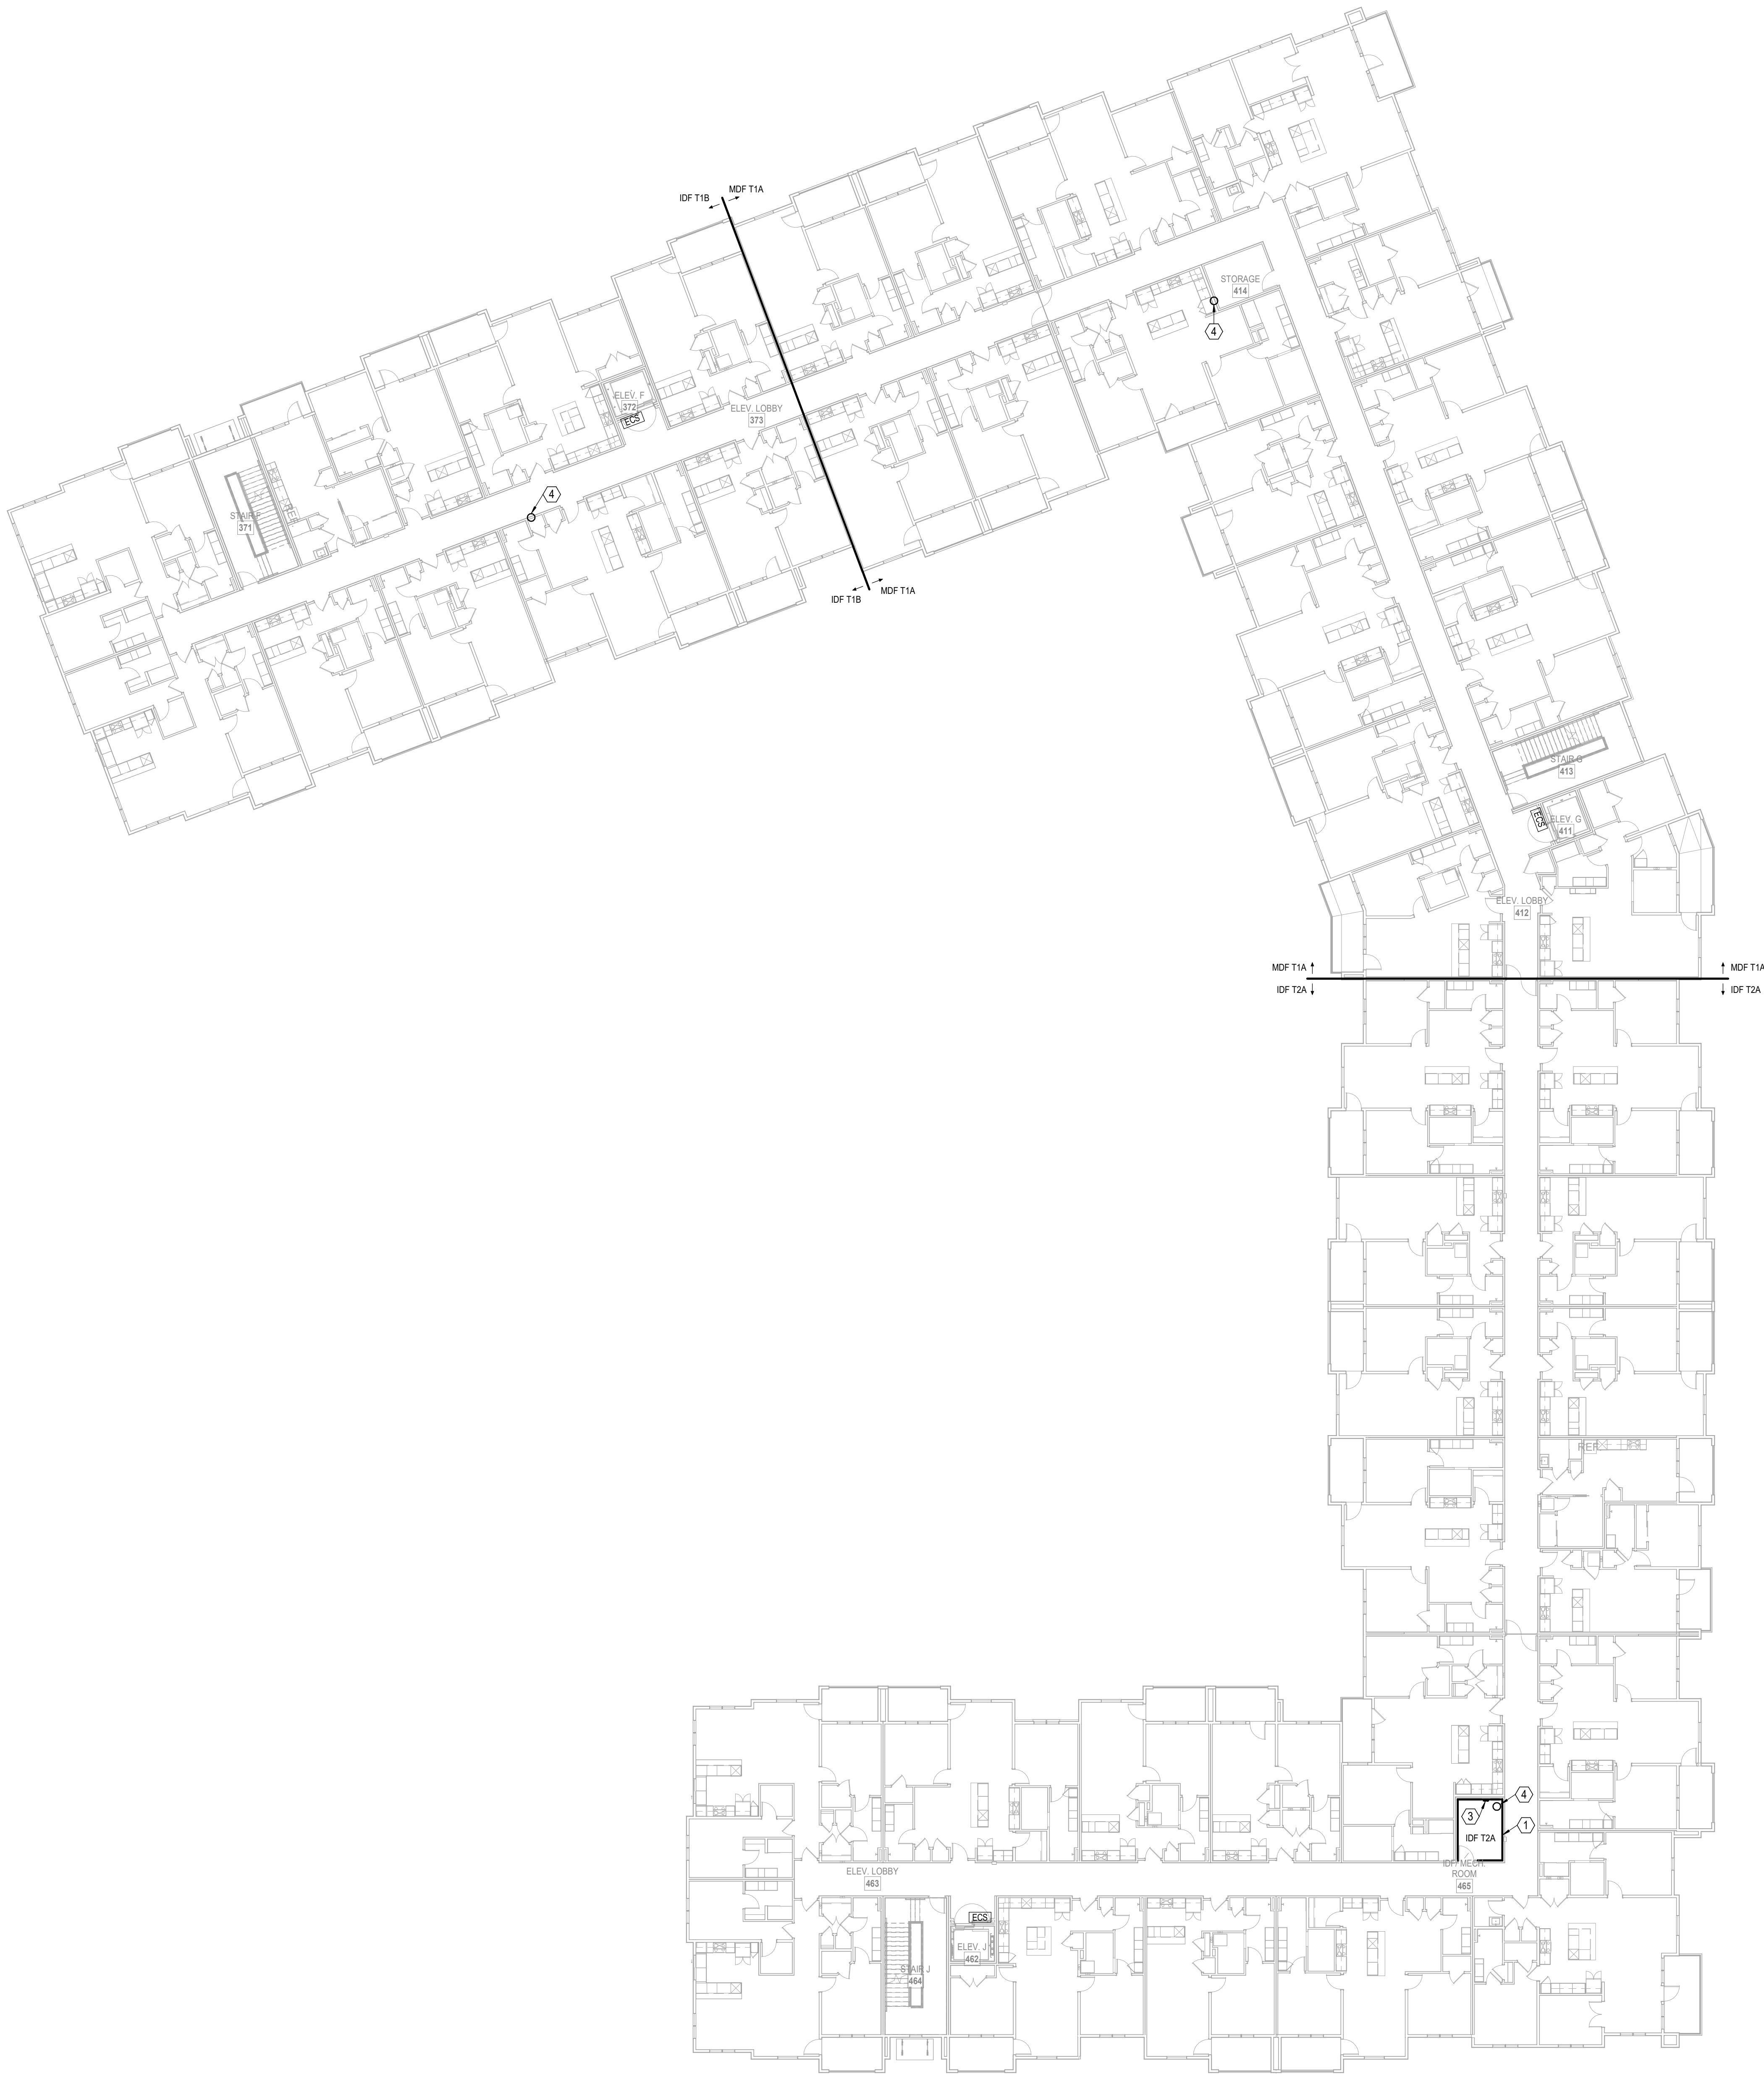 MDF T1A
IDF T1B
STORAGE
414
4
ELEV. F
372
ECS
ELEV. LOBBY
373
4
STAIR F
371
REF.
MDF T1A
IDF T1B
STAIR G
413
ECS
ELEV. G
411
ELEV. LOBBY
412
MDF T1A
MDF T1A
IDF T2A
IDF T2A
REF.
4
3
1
IDF T2A
IDF/ MECH.
ROOM
465
ELEV. LOBBY
463
ECS
ELEV. J
462
STAIR J
464